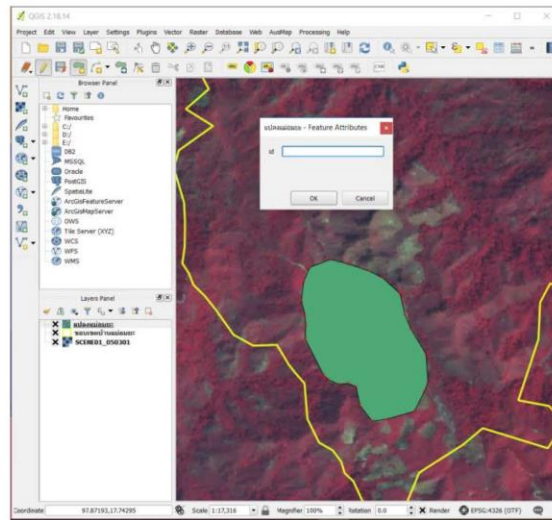 QGIS 2.18.14
Project Edit View Layer Settings Plugins Vector Raster Database Web AusMap Processing Help
Browser Panel
Home
Favourites
C:/
D:/
E:/
DB2
MSSQL
Oracle
PostGIS
SpatiaLite
ArcGisFeatureServer
ArcGisMapServer
OWS
Tile Server (XYZ)
WCS
WFS
WMS
- Feature Attributes
id
OK Cancel
Layers Panel
SCENE01_050301
Coordinate 97.87193,17.74295 Scale 1:17,316 Magnifier 100% Rotation 0.0 Render EPSG:4326 (OTF)